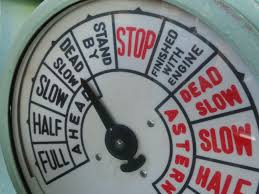 FULL
HALF
SLOW
DEAD
SLOW
STAND
BY
STOP
FINISHED
WITH
ENGINE
DEAD
SLOW
SLOW
HALF
AHEAD
ASTERN